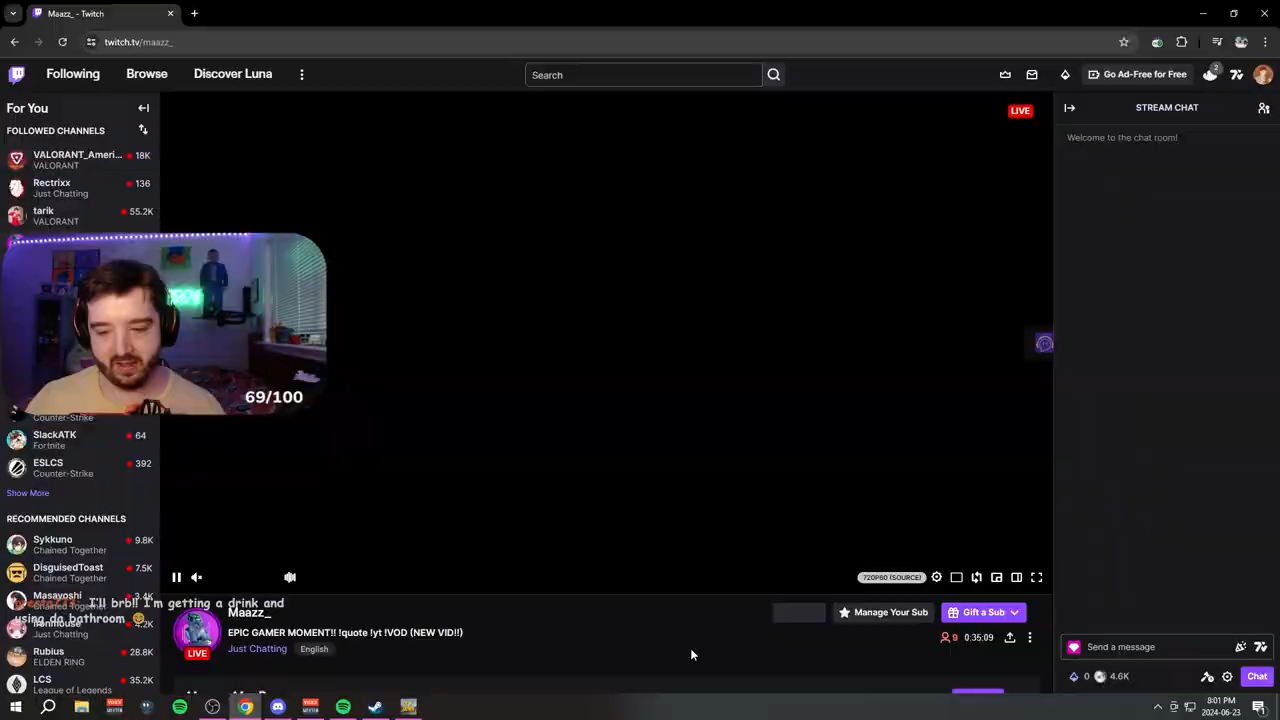 Maazz_ - Twitch
twitch.tv/maazz_
Following
Browse
Discover Luna
Search
Go Ad-Free for Free
2
For You
STREAM CHAT
LIVE
FOLLOWED CHANNELS
Welcome to the chat room!
VALORANT_Ameri... 18K
VALORANT
Rectrixx 136
Just Chatting
tarik 55.2K
VALORANT
69/100
Counter-Strike
SlackATK 64
Fortnite
ESLCS 392
Counter-Strike
Show More
RECOMMENDED CHANNELS
Sykkuno 9.8K
Chained Together
DisguisedToast 7.5K
Chained Together
Masayoshi 3.4K
I'll brb!! I'm getting a drink and
using da bathroom
4.2K
Just Chatting
Rubius 28.8K
ELDEN RING
LCS 35.2K
League of Legends
720P60 (SOURCE)
Maazz_
Manage Your Sub
Gift a Sub
EPIC GAMER MOMENT!! !quote !yt !VOD (NEW VID!!)
9 0:35:09
LIVE
Just Chatting English
Send a message
0 4.6K
Chat
8:01 PM
2024-06-23